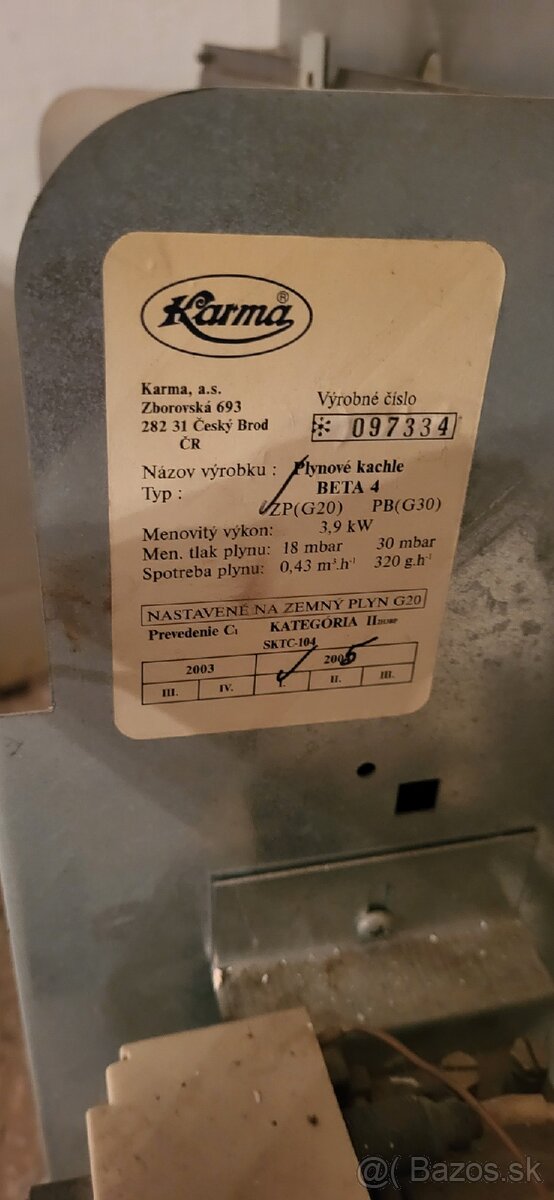 Karma®
Karma, a.s.
Zborovská 693
282 31 Český Brod
ČR
Výrobné číslo
097334
Názov výrobku : Plynové kachle
Typ : BETA 4
ZP(G20) PB(G30)
Menovitý výkon: 3,9 kW
Men. tlak plynu: 18 mbar 30 mbar
Spotreba plynu: 0,43 m³.h⁻¹ 320 g.h⁻¹
NASTAVENÉ NA ZEMNÝ PLYN G20
Prevedenie C₁ KATEGÓRIA II
SKTC-104
2003 2005
III. IV. I. II. III.
@( Bazos.sk